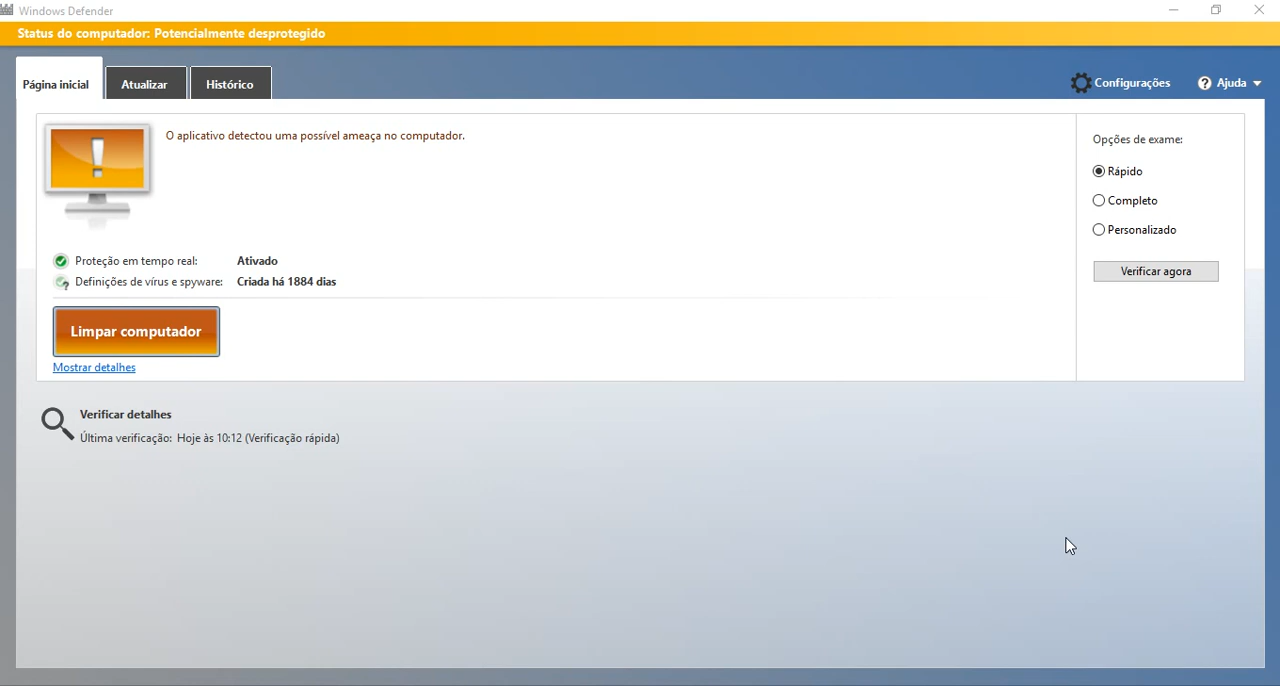 Windows Defender
Status do computador: Potencialmente desprotegido
Página inicial
Atualizar
Histórico
Configurações
Ajuda
O aplicativo detectou uma possível ameaça no computador.
Proteção em tempo real: Ativado
Definições de vírus e spyware: Criada há 1884 dias
Limpar computador
Mostrar detalhes
Opções de exame:
Rápido
Completo
Personalizado
Verificar agora
Verificar detalhes
Última verificação: Hoje às 10:12 (Verificação rápida)